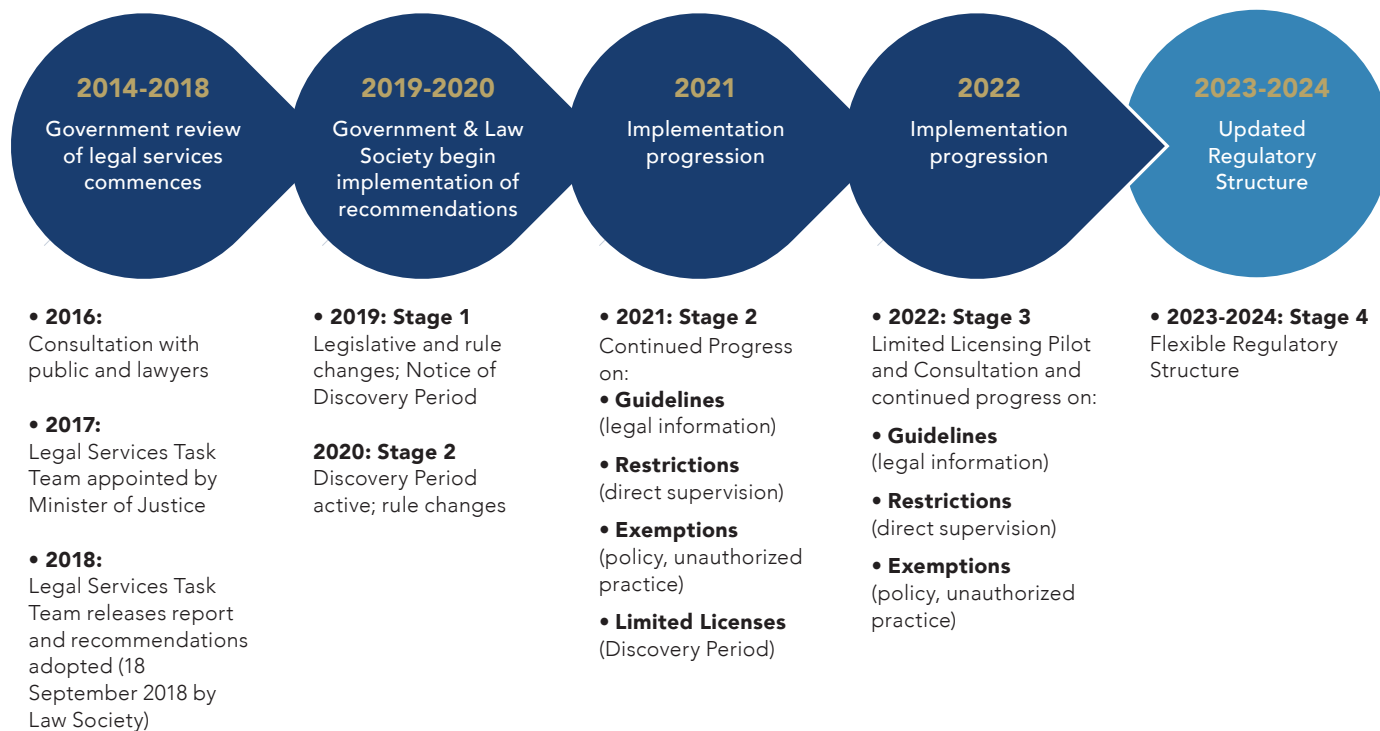 2014-2018
Government review
of legal services
commences
2019-2020
Government & Law
Society begin
implementation of
recommendations
2021
Implementation
progression
2022
Implementation
progression
2023-2024
Updated
Regulatory
Structure
• 2016:
Consultation with
public and lawyers
• 2017:
Legal Services Task
Team appointed by
Minister of Justice
• 2018:
Legal Services Task
Team releases report
and recommendations
adopted (18
September 2018 by
Law Society)
• 2019: Stage 1
Legislative and rule
changes; Notice of
Discovery Period
2020: Stage 2
Discovery Period
active; rule changes
• 2021: Stage 2
Continued Progress
on:
• Guidelines
(legal information)
• Restrictions
(direct supervision)
• Exemptions
(policy, unauthorized
practice)
• Limited Licenses
(Discovery Period)
• 2022: Stage 3
Limited Licensing Pilot
and Consultation and
continued progress on:
• Guidelines
(legal information)
• Restrictions
(direct supervision)
• Exemptions
(policy, unauthorized
practice)
• 2023-2024: Stage 4
Flexible Regulatory
Structure